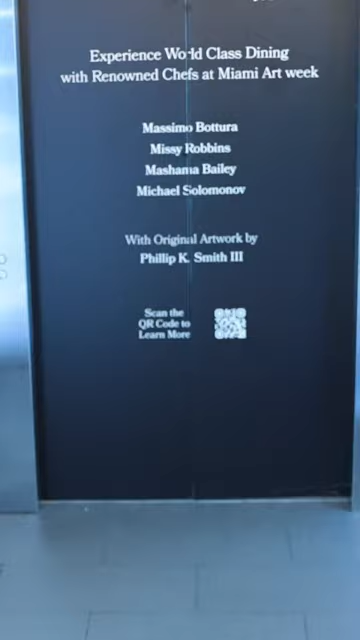 Experience World Class Dining
with Renowned Chefs at Miami Art week
Massimo Bottura
Missy Robbins
Mashama Bailey
Michael Solomonov
With Original Artwork by
Phillip K. Smith III
Scan the
QR Code to
Learn More